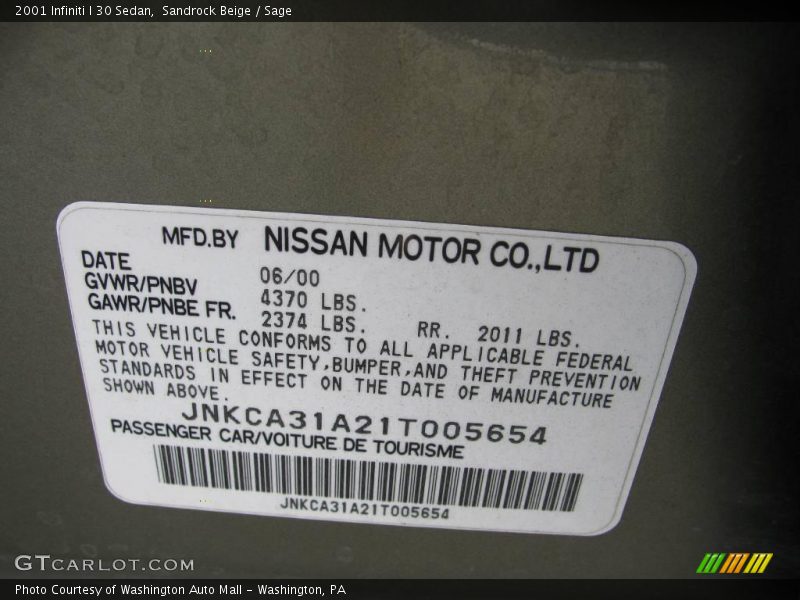 2001 Infiniti I 30 Sedan,  Sandrock Beige / Sage
MFD.BY NISSAN MOTOR CO.,LTD
DATE 06/00
GVWR/PNBV 4370 LBS.
GAWR/PNBE FR. 2374 LBS. RR. 2011 LBS.
THIS VEHICLE CONFORMS TO ALL APPLICABLE FEDERAL
MOTOR VEHICLE SAFETY,BUMPER,AND THEFT PREVENTION
STANDARDS IN EFFECT ON THE DATE OF MANUFACTURE
SHOWN ABOVE.
JNKCA31A21T005654
PASSENGER CAR/VOITURE DE TOURISME
JNKCA31A21T005654
GTCARLOT.COM
Photo Courtesy of Washington Auto Mall - Washington, PA